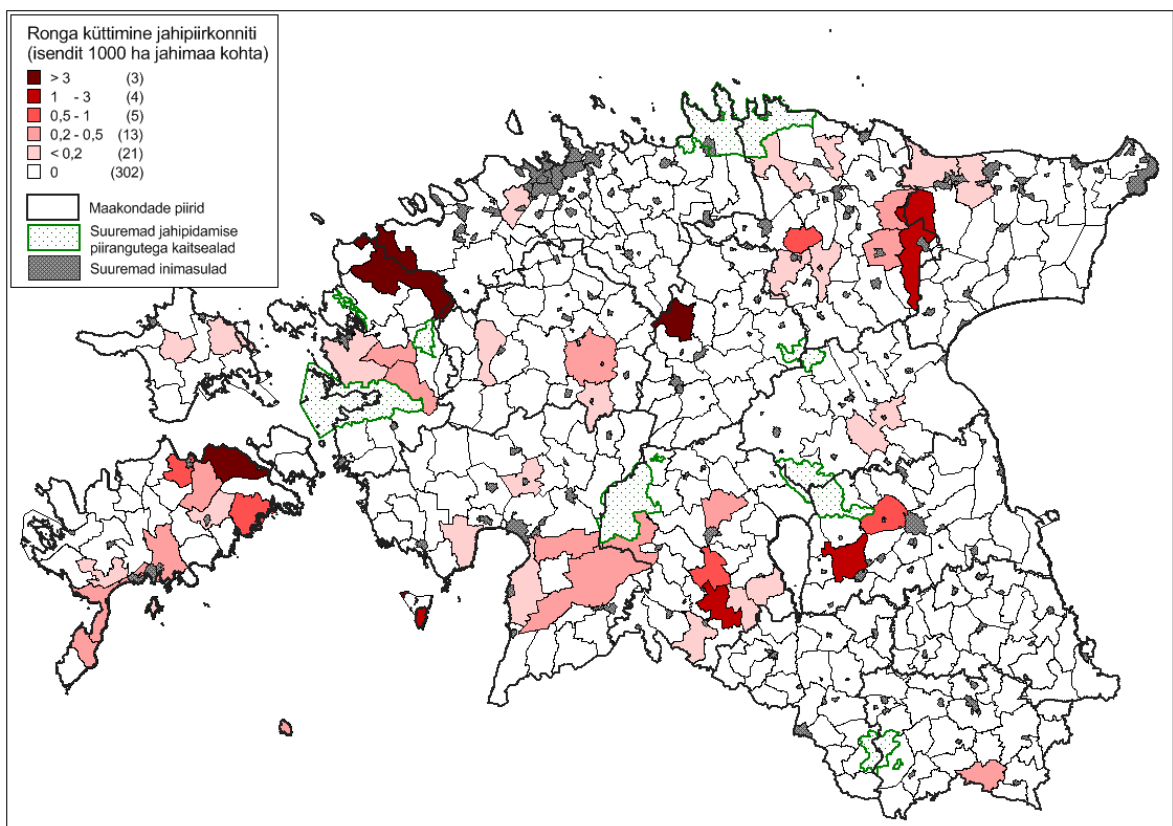 Ronga küttimine jahipiirkonniti
(isendit 1000 ha jahimaa kohta)
> 3 (3)
1 - 3 (4)
0,5 - 1 (5)
0,2 - 0,5 (13)
< 0,2 (21)
0 (302)
Maakondade piirid
Suuremad jahipidamise
piirangutega kaitsealad
Suuremad inimasulad